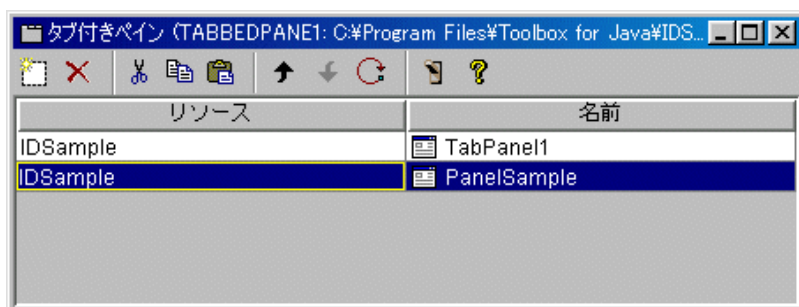 タブ付きペイン (TABBEDPANE1: C:¥Program Files¥Toolbox for Java¥IDS...
リソース 名前
IDSample TabPanel1
IDSample PanelSample